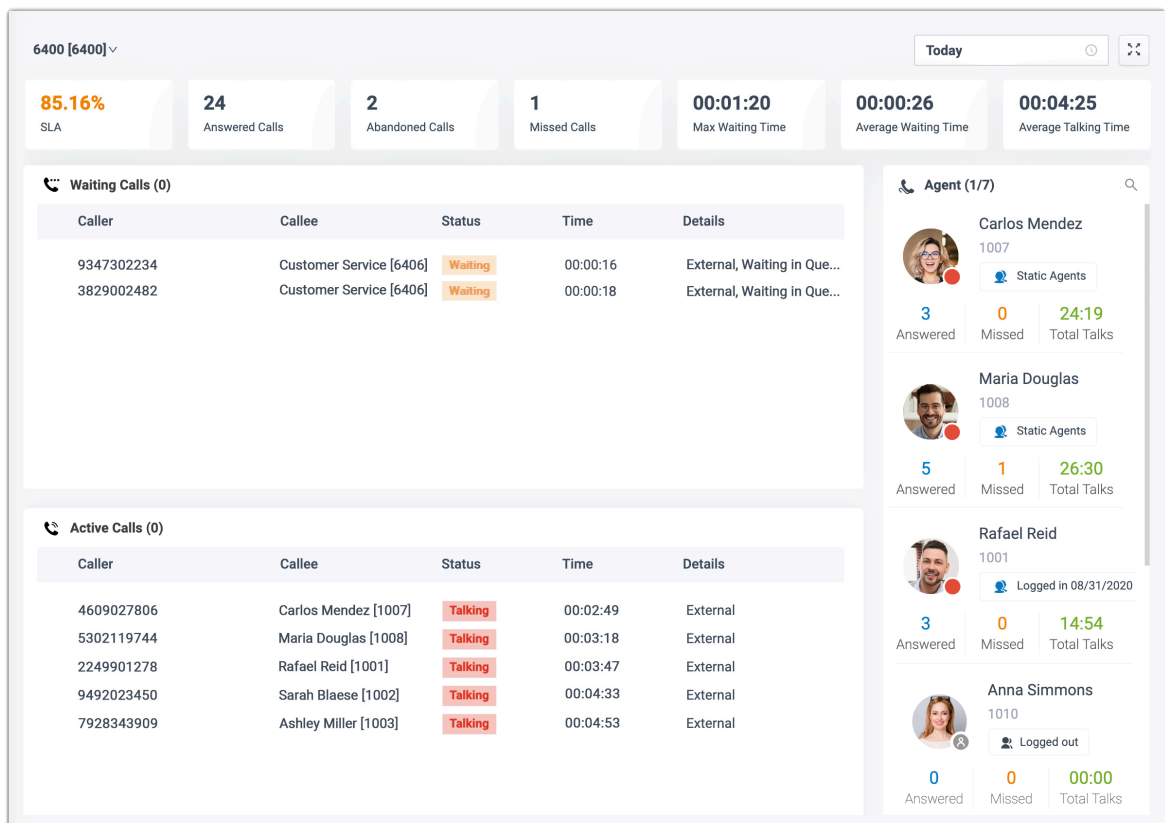 6400 [6400]
Today
85.16%
SLA
24
Answered Calls
2
Abandoned Calls
1
Missed Calls
00:01:20
Max Waiting Time
00:00:26
Average Waiting Time
00:04:25
Average Talking Time
Waiting Calls (0)
Caller Callee Status Time Details
9347302234 Customer Service [6406] Waiting 00:00:16 External, Waiting in Que...
3829002482 Customer Service [6406] Waiting 00:00:18 External, Waiting in Que...
Active Calls (0)
Caller Callee Status Time Details
4609027806 Carlos Mendez [1007] Talking 00:02:49 External
5302119744 Maria Douglas [1008] Talking 00:03:18 External
2249901278 Rafael Reid [1001] Talking 00:03:47 External
9492023450 Sarah Blaese [1002] Talking 00:04:33 External
7928343909 Ashley Miller [1003] Talking 00:04:53 External
Agent (1/7)
Carlos Mendez
1007
Static Agents
3 0 24:19
Answered Missed Total Talks
Maria Douglas
1008
Static Agents
5 1 26:30
Answered Missed Total Talks
Rafael Reid
1001
Logged in 08/31/2020
3 0 14:54
Answered Missed Total Talks
Anna Simmons
1010
Logged out
0 0 00:00
Answered Missed Total Talks